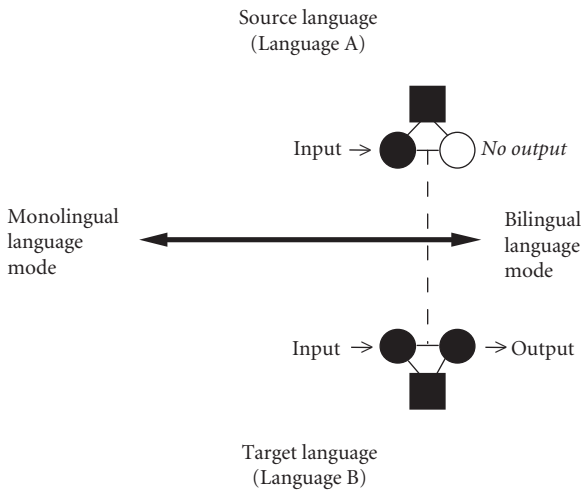 Source language
(Language A)
Input → No output
Monolingual
language
mode
Bilingual
language
mode
Input → → Output
Target language
(Language B)